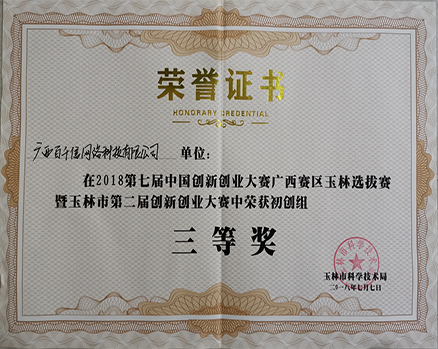 荣誉证书
HONORARY CREDENTIAL
广西百千亿网络科技有限公司 单位:
在2018第七届中国创新创业大赛广西赛区玉林选拔赛
暨玉林市第二届创新创业大赛中荣获初创组
三等奖
玉林市科学技术局
二〇一八年七月七日